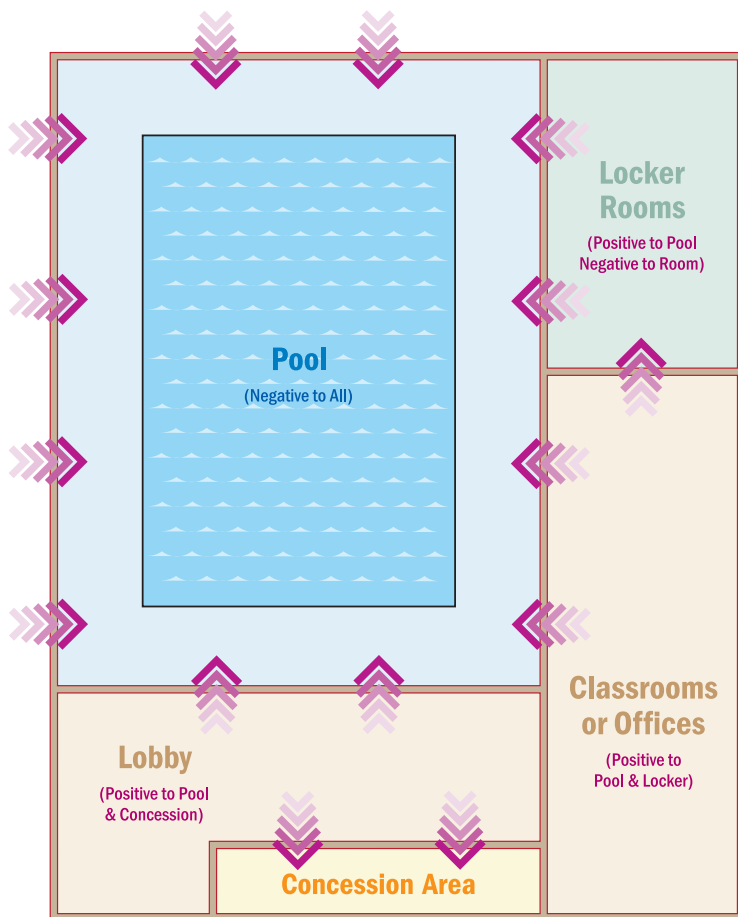 Locker
Rooms
(Positive to Pool
Negative to Room)
Pool
(Negative to All)
Classrooms
or Offices
(Positive to
Pool & Locker)
Lobby
(Positive to Pool
& Concession)
Concession Area